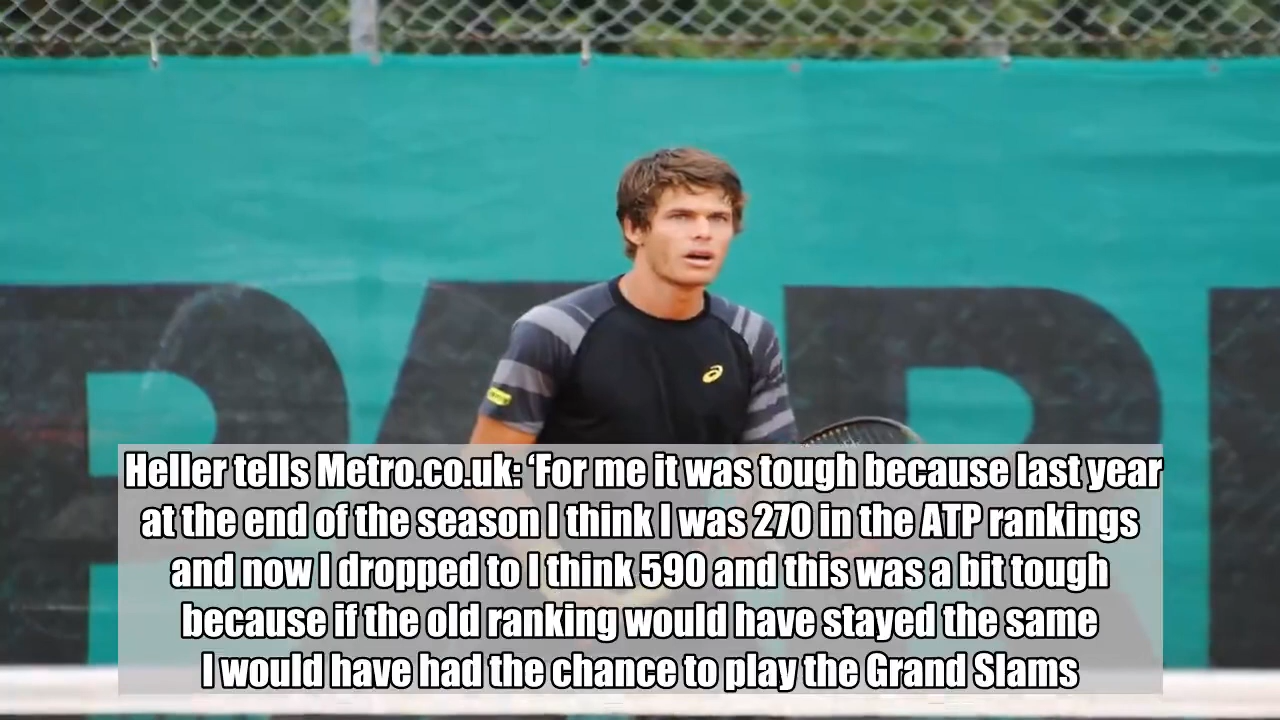 Heller tells Metro.co.uk: ‘For me it was tough because last year
at the end of the season I think I was 270 in the ATP rankings
and now I dropped to I think 590 and this was a bit tough
because if the old ranking would have stayed the same
I would have had the chance to play the Grand Slams